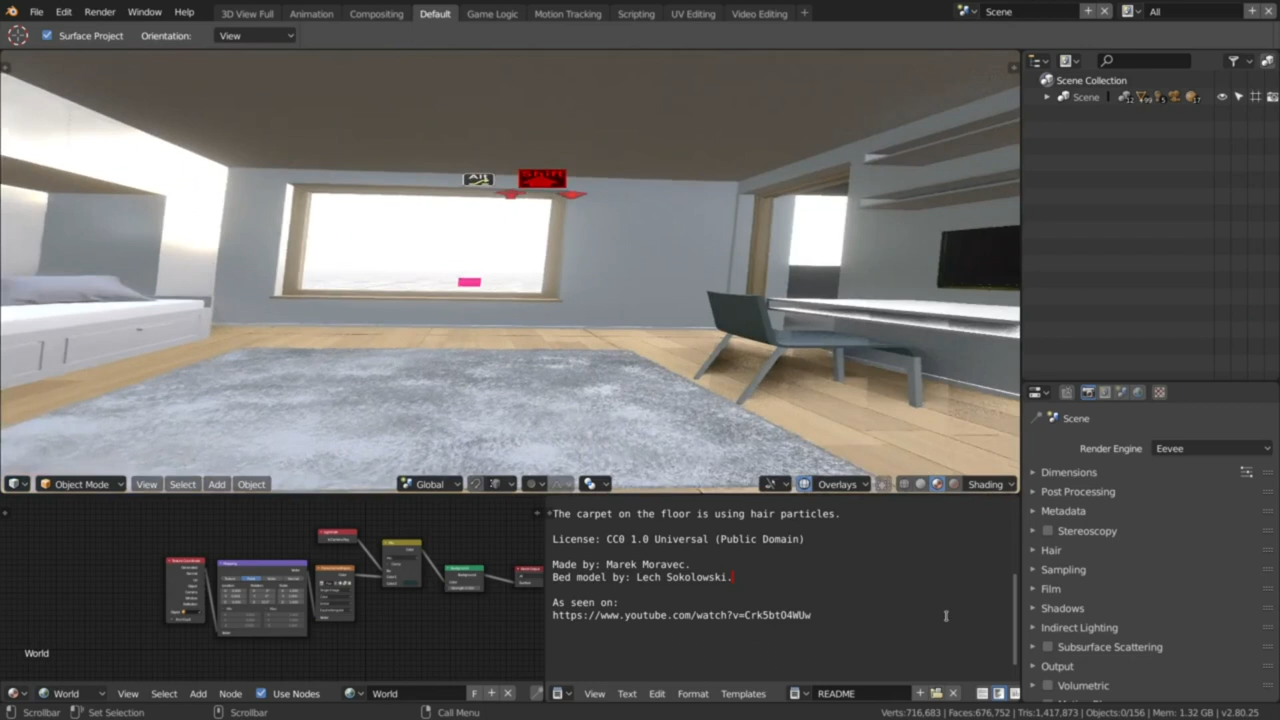 File Edit Render Window Help 3D View Full Animation Compositing Default Game Logic Motion Tracking Scripting UV Editing Video Editing + Scene All
Surface Project Orientation: View
Scene Collection
Scene
Alt Shift
Scene
Render Engine Eevee
Dimensions
Post Processing
Metadata
Stereoscopy
Hair
Sampling
Film
Shadows
Indirect Lighting
Subsurface Scattering
Output
Volumetric
Object Mode View Select Add Object Global Overlays Shading
The carpet on the floor is using hair particles.
License: CC0 1.0 Universal (Public Domain)
Made by: Marek Moravec.
Bed model by: Lech Sokolowski.
As seen on:
https://www.youtube.com/watch?v=Crk5btO4WUw
World
World View Select Add Node Use Nodes World F
View Text Edit Format Templates README
Scrollbar Set Selection Scrollbar Call Menu Verts:716,683 | Faces:676,752 | Tris:1,417,873 | Objects:0/156 | Mem: 1.32 GB | v2.80.25